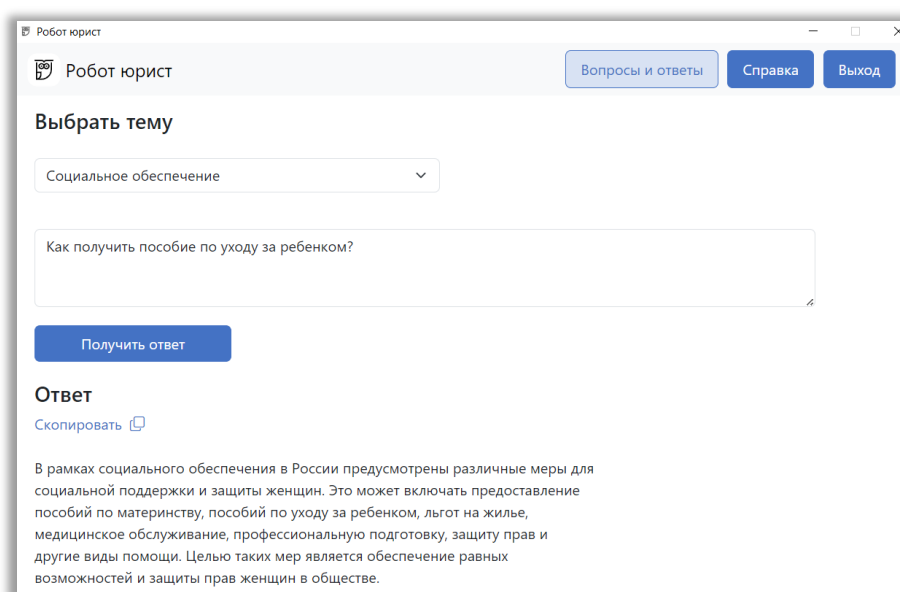 Робот юрист
Робот юрист
Вопросы и ответы
Справка
Выход
Выбрать тему
Социальное обеспечение
Как получить пособие по уходу за ребенком?
Получить ответ
Ответ
Скопировать
В рамках социального обеспечения в России предусмотрены различные меры для
социальной поддержки и защиты женщин. Это может включать предоставление
пособий по материнству, пособий по уходу за ребенком, льгот на жилье,
медицинское обслуживание, профессиональную подготовку, защиту прав и
другие виды помощи. Целью таких мер является обеспечение равных
возможностей и защиты прав женщин в обществе.